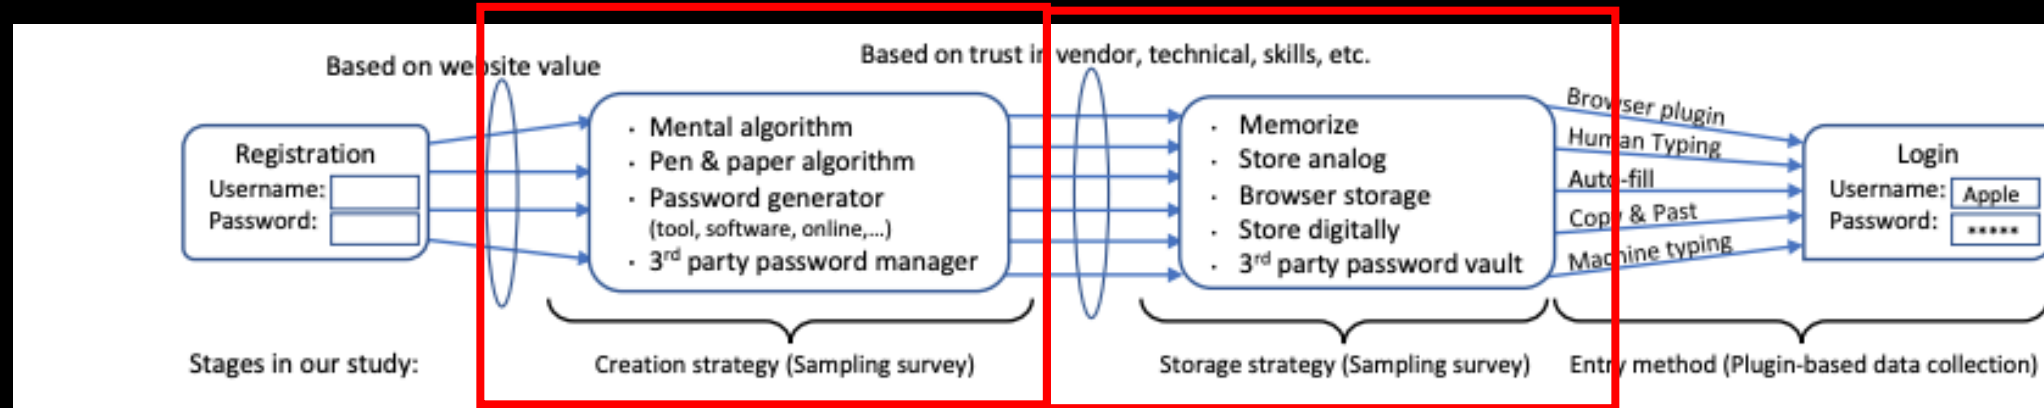 Based on website value
Based on trust in vendor, technical, skills, etc.
Registration
Username:
Password:
· Mental algorithm
· Pen & paper algorithm
· Password generator
(tool, software, online,...)
· 3rd party password manager
· Memorize
· Store analog
· Browser storage
· Store digitally
· 3rd party password vault
Browser plugin
Human Typing
Auto-fill
Copy & Past
Machine typing
Login
Username: Apple
Password: *****
Stages in our study:
Creation strategy (Sampling survey)
Storage strategy (Sampling survey)
Entry method (Plugin-based data collection)